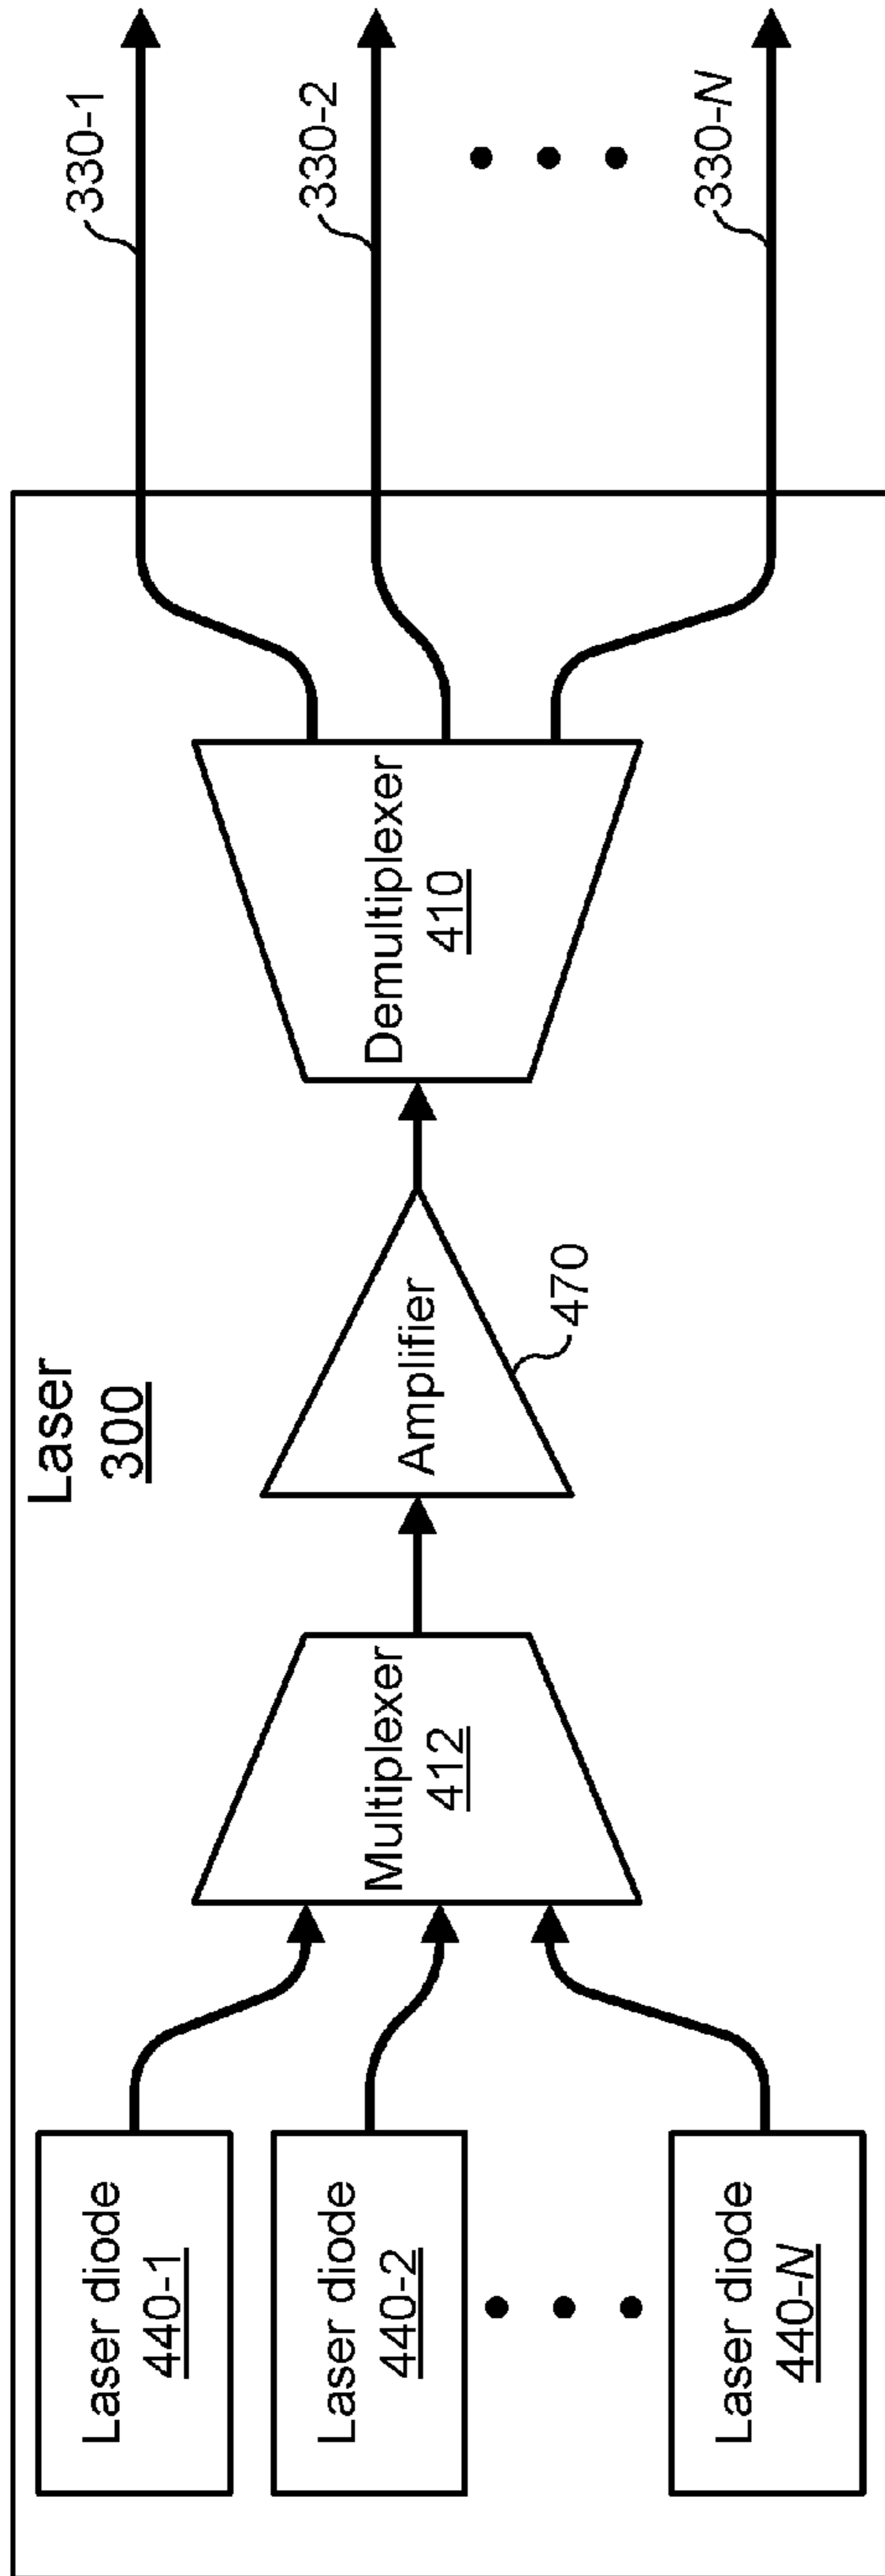 Laser
300
Laser diode
440-1
Laser diode
440-2
Laser diode
440-N
Multiplexer
412
Amplifier
470
Demultiplexer
410
330-1
330-2
330-N